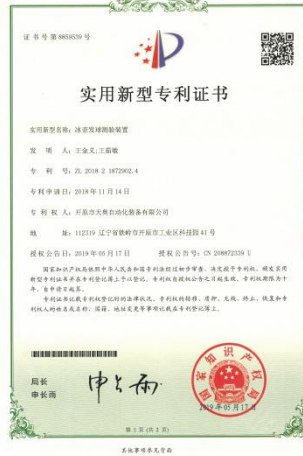 证书号第8859539号
实用新型专利证书
实用新型名称：冰壶发球测验装置
发 明 人：王金义;王茹敏
专 利 号：ZL 2018 2 1872902.4
专利申请日：2018年11月14日
专 利 权 人：开原市天奥自动化装备有限公司
地 址：112319 辽宁省铁岭市开原市工业区科技园41号
授权公告日：2019年05月17日 授权公告号：CN 208872339 U
国家知识产权局依照中华人民共和国专利法经过初步审查，决定授予专利权，颁发实用
新型专利证书并在专利登记簿上予以登记。专利权自授权公告之日起生效。专利权期限为十
年，自申请日起算。
专利证书记载专利权登记时的法律状况。专利权的转移、质押、无效、终止、恢复和专
利权人的姓名或名称、国籍、地址变更等事项记载在专利登记簿上。
局长
申长雨
申长雨
国家知识产权局
2019年05月17日
第 1 页 (共 2 页)
其他事项参见背面